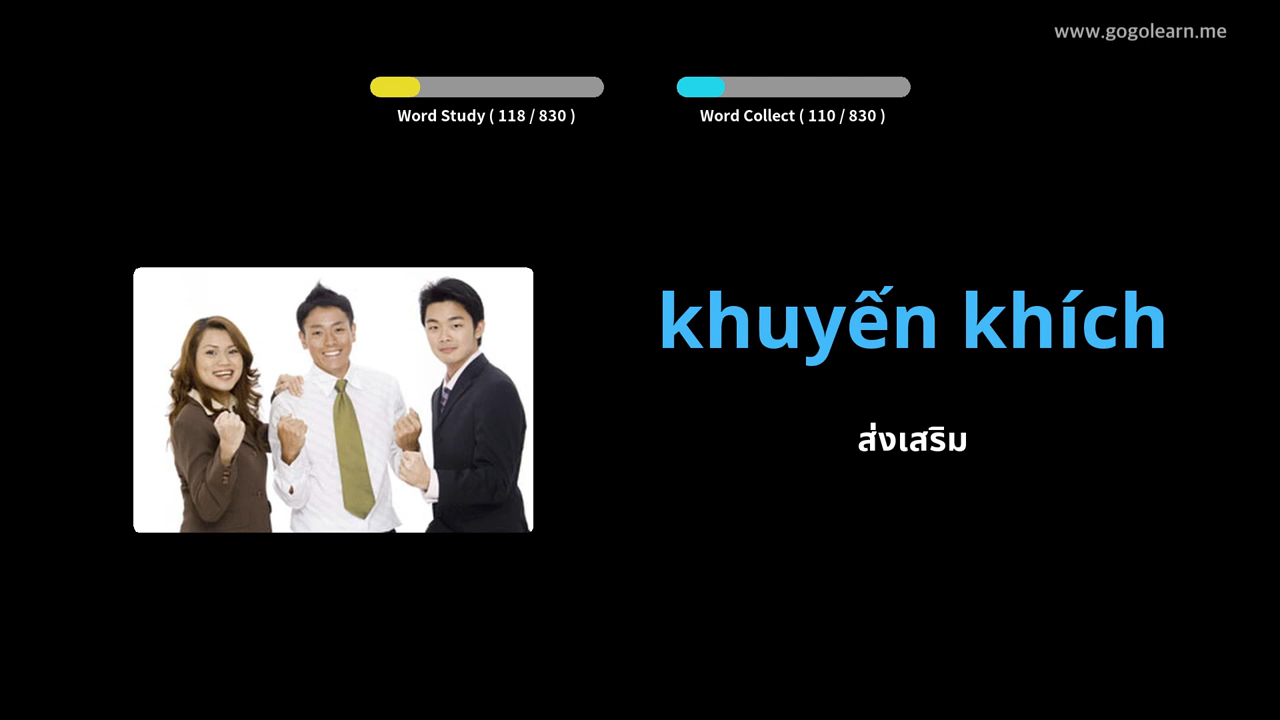 www.gogolearn.me
Word Study ( 118 / 830 )
Word Collect ( 110 / 830 )
khuyến khích
ส่งเสริม